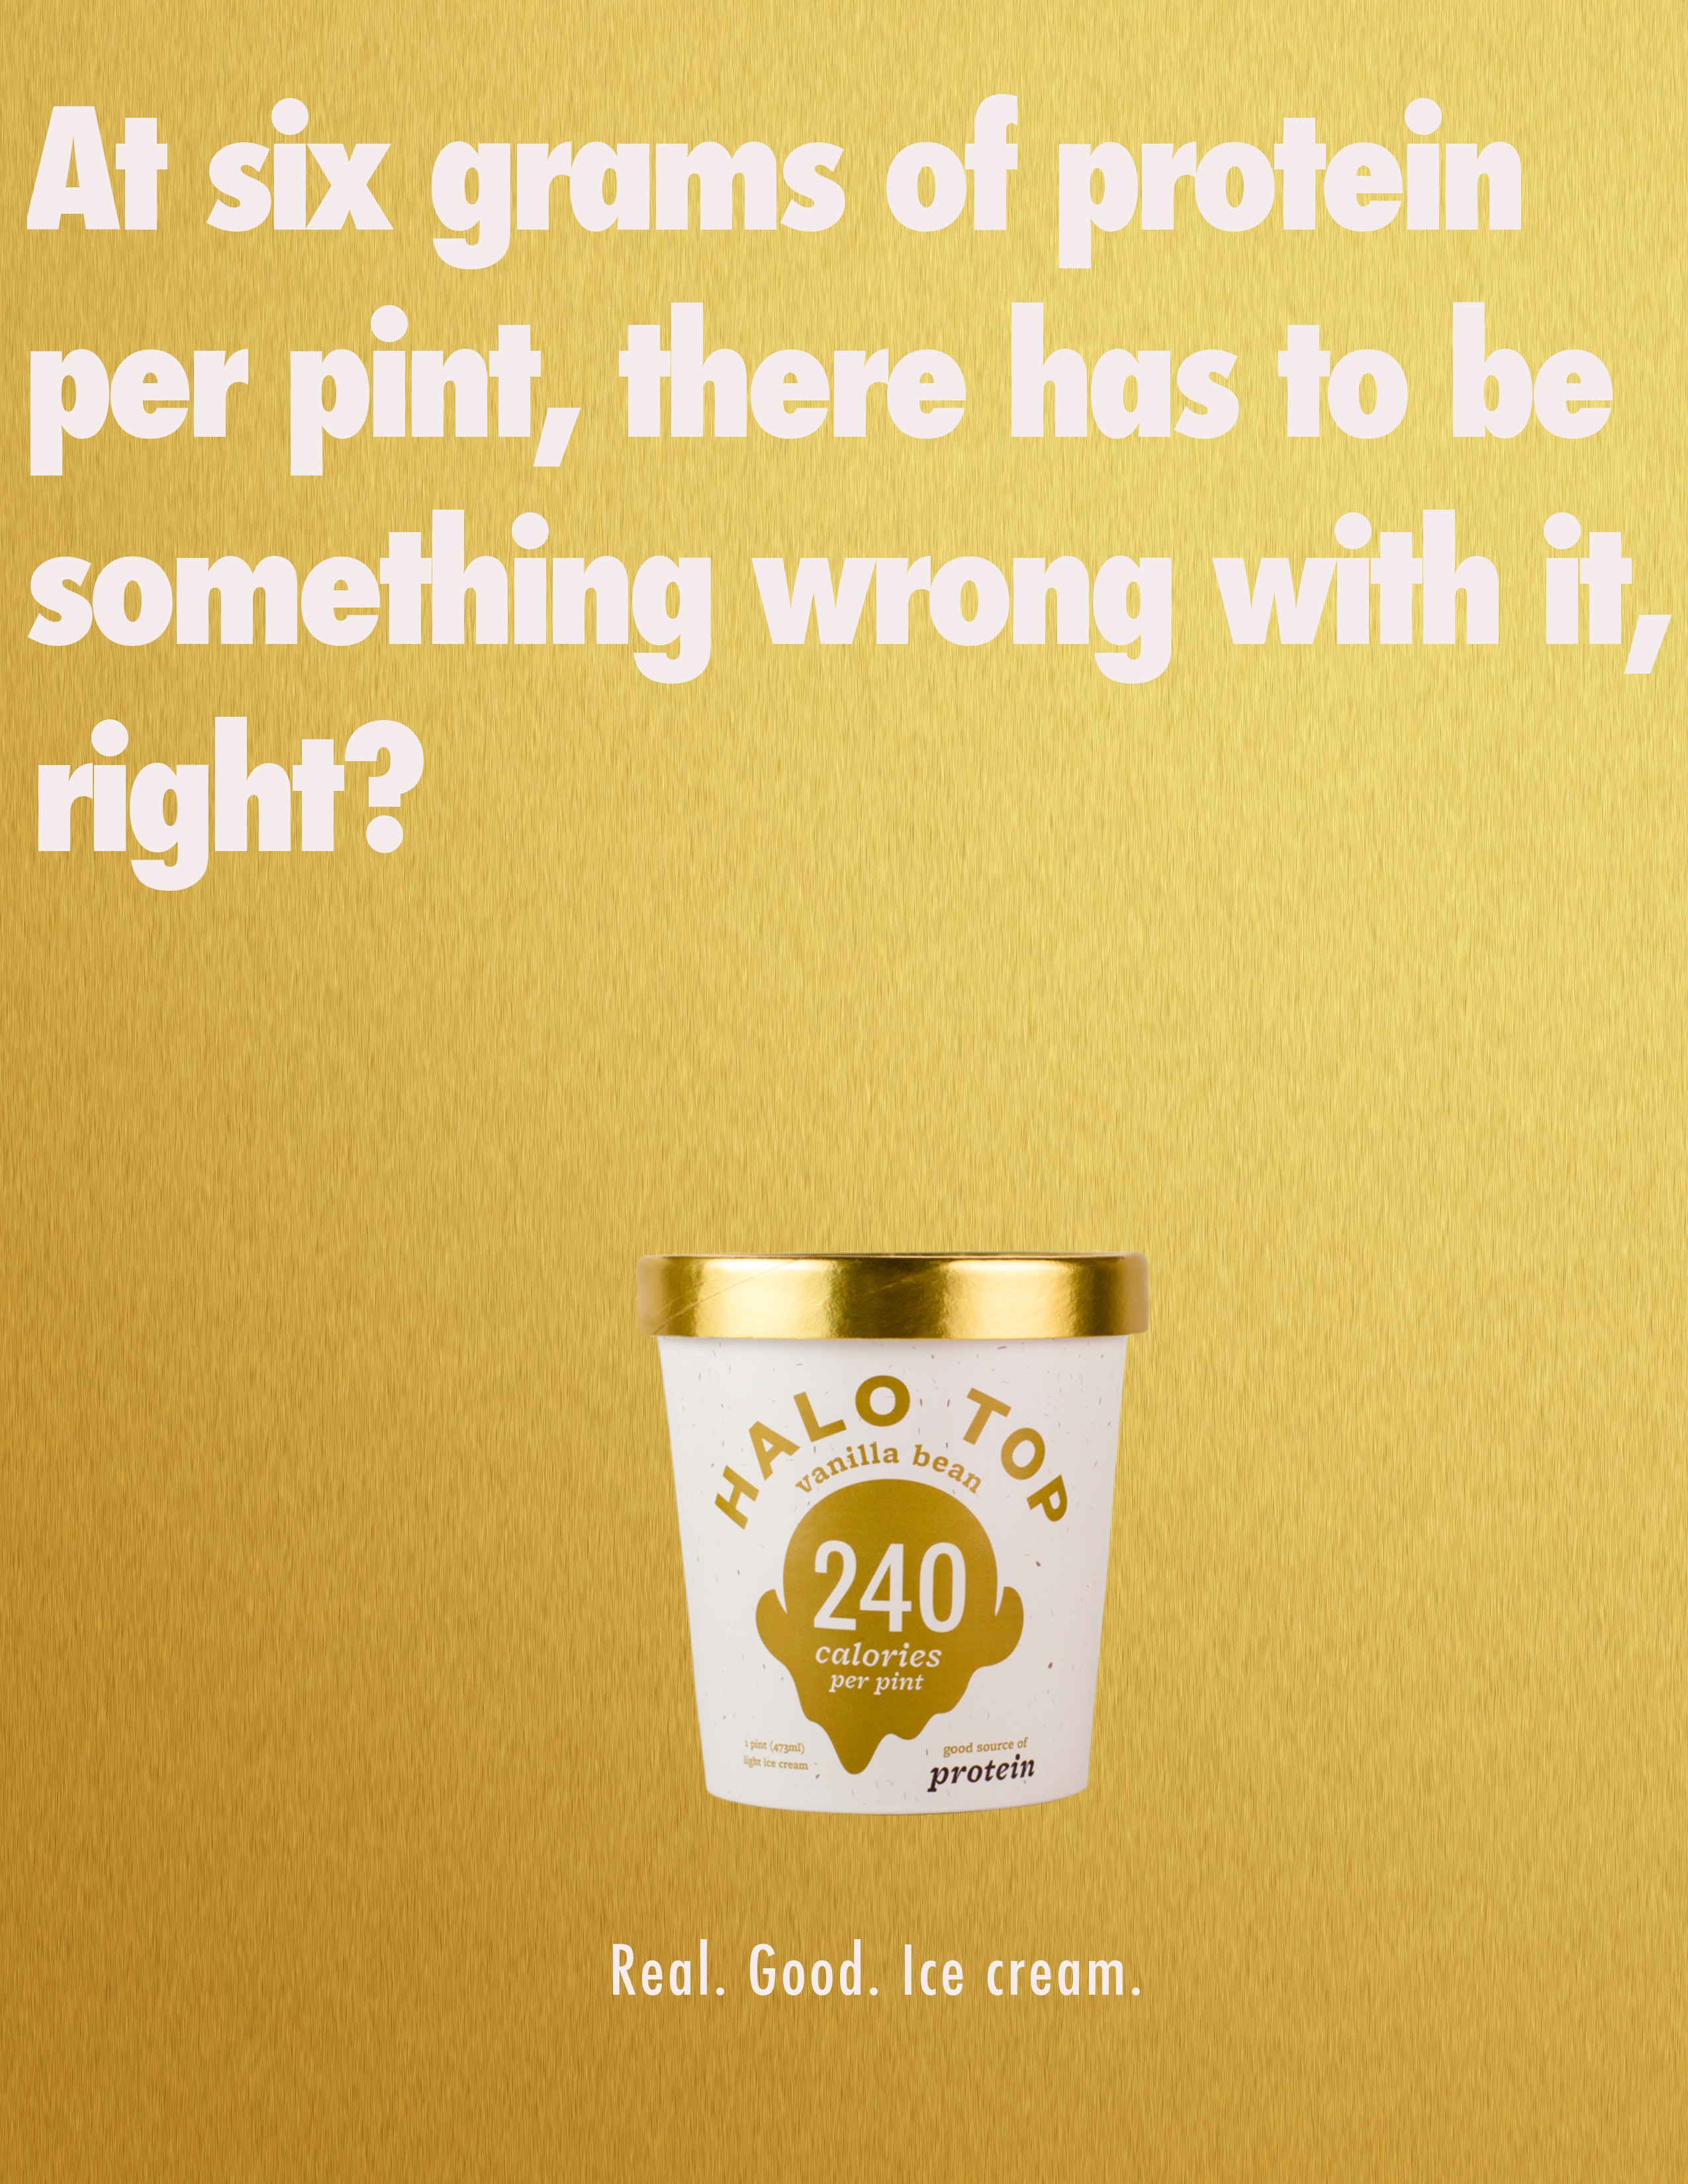 At six grams of protein
per pint, there has to be
something wrong with it,
right?
HALO TOP
vanilla bean
240
calories
per pint
1 pint (473ml)
light ice cream
good source of
protein
Real. Good. Ice cream.